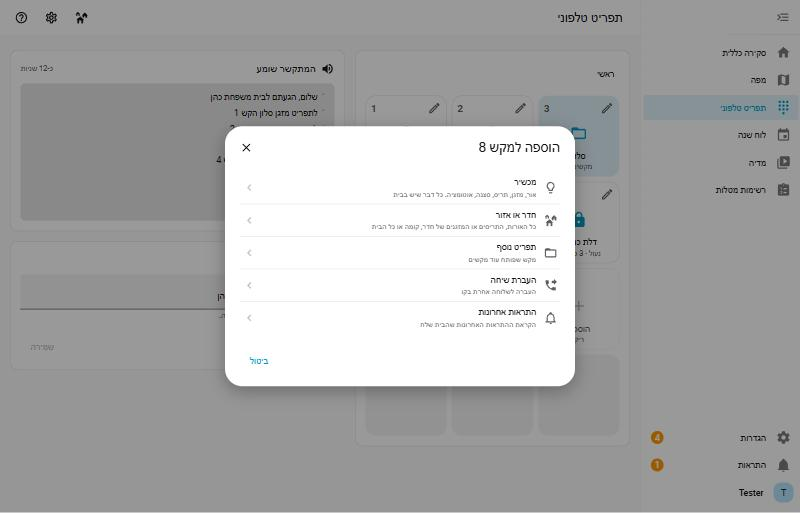 תפריט טלפוני
סקירה כללית
מפה
תפריט טלפוני
לוח שנה
מדיה
רשימות מטלות
הגדרות
4
התראות
1
Tester
T
ראשי
3
2
1
דלת
נעול - 3
המתקשר שומע
כ-12 שניות
שלום, הגעתם לבית משפחת כהן
לתפריט מזגן סלון הקש 1
4
שמירה
הוספה למקש 8
מכשיר
אור, מזגן, תריס, סצנה, אוטומציה. כל דבר שיש בבית
חדר או אזור
כל האורות, התריסים או המזגנים של חדר, קומה או כל הבית
תפריט נוסף
מקש שפותח עוד מקשים
העברת שיחה
העברה לשלוחה אחרת בקו
התראות אחרונות
הקראת ההתראות האחרונות שהבית שלח
ביטול